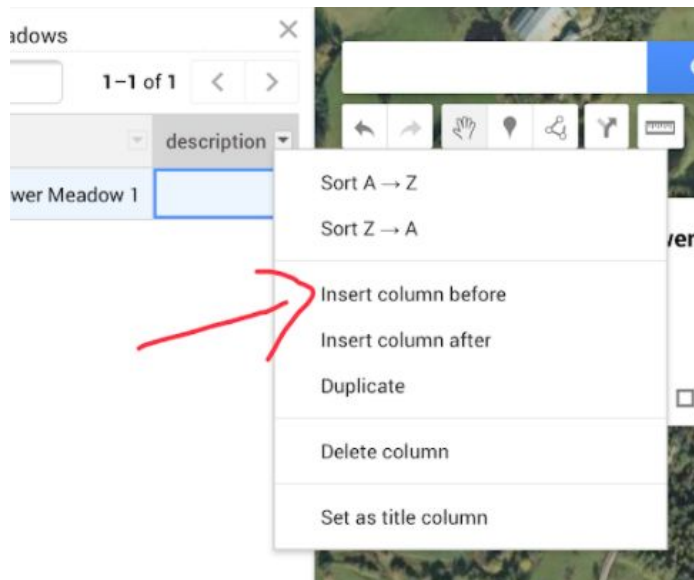 adows
1–1 of 1
description
wer Meadow 1
Sort A → Z
Sort Z → A
Insert column before
Insert column after
Duplicate
Delete column
Set as title column
ver